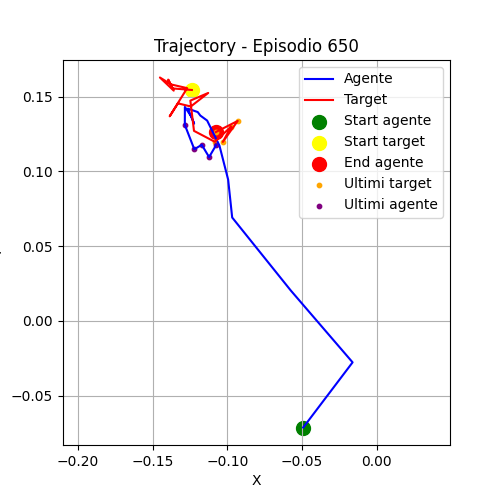 Trajectory - Episodio 650
Agente
Target
Start agente
Start target
End agente
Ultimi target
Ultimi agente
0.15
0.10
0.05
0.00
−0.05
−0.20
−0.15
−0.10
−0.05
0.00
X